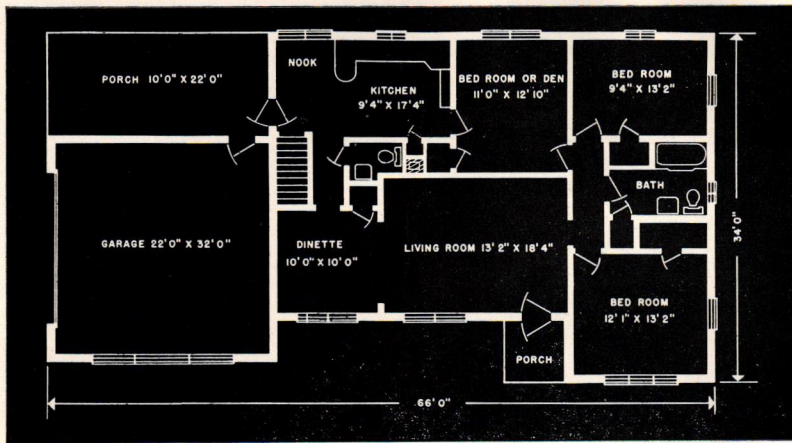 PORCH 10'0" X 22'0"
NOOK
KITCHEN
9'4" X 17'4"
BED ROOM OR DEN
11'0" X 12'10"
BED ROOM
9'4" X 13'2"
BATH
GARAGE 22'0" X 32'0"
DINETTE
10'0" X 10'0"
LIVING ROOM 13'2" X 18'4"
BED ROOM
12'1" X 13'2"
PORCH
34'0"
66'0"